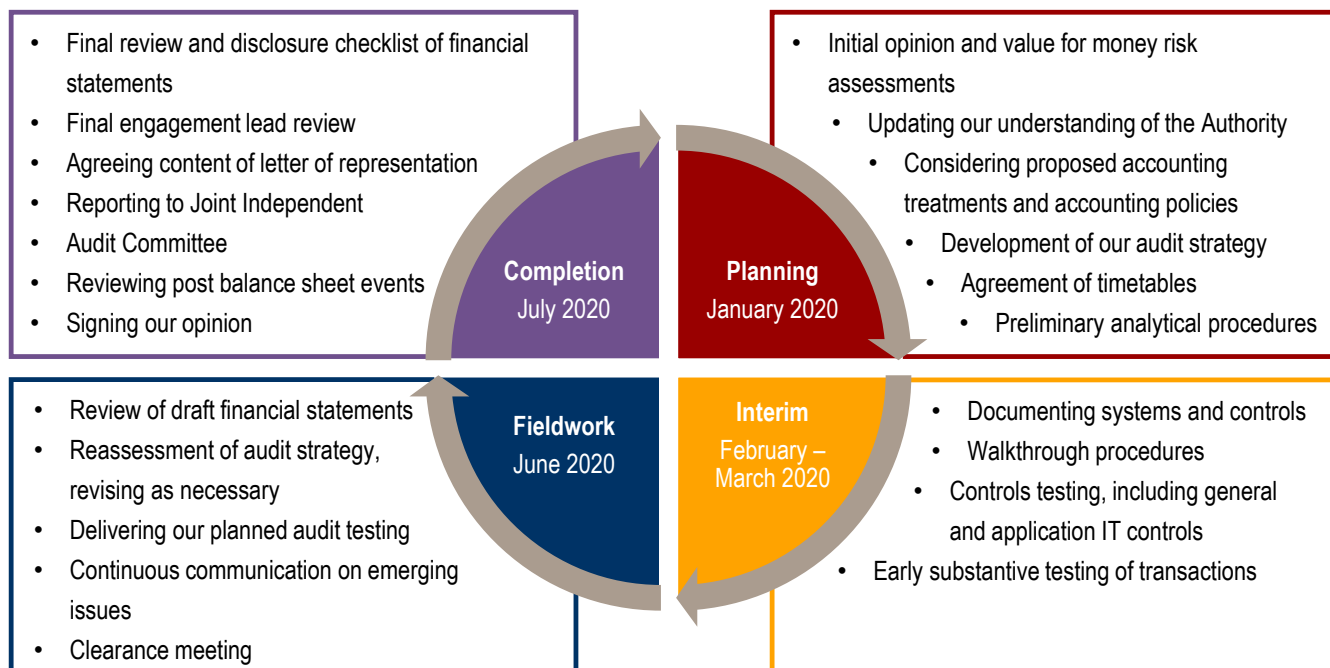 • Final review and disclosure checklist of financial
statements
• Final engagement lead review
• Agreeing content of letter of representation
• Reporting to Joint Independent
• Audit Committee
• Reviewing post balance sheet events
• Signing our opinion
Completion
July 2020
• Initial opinion and value for money risk
assessments
• Updating our understanding of the Authority
• Considering proposed accounting
treatments and accounting policies
• Development of our audit strategy
• Agreement of timetables
• Preliminary analytical procedures
Planning
January 2020
• Review of draft financial statements
• Reassessment of audit strategy,
revising as necessary
• Delivering our planned audit testing
• Continuous communication on emerging
issues
• Clearance meeting
Fieldwork
June 2020
Interim
February –
March 2020
• Documenting systems and controls
• Walkthrough procedures
• Controls testing, including general
and application IT controls
• Early substantive testing of transactions